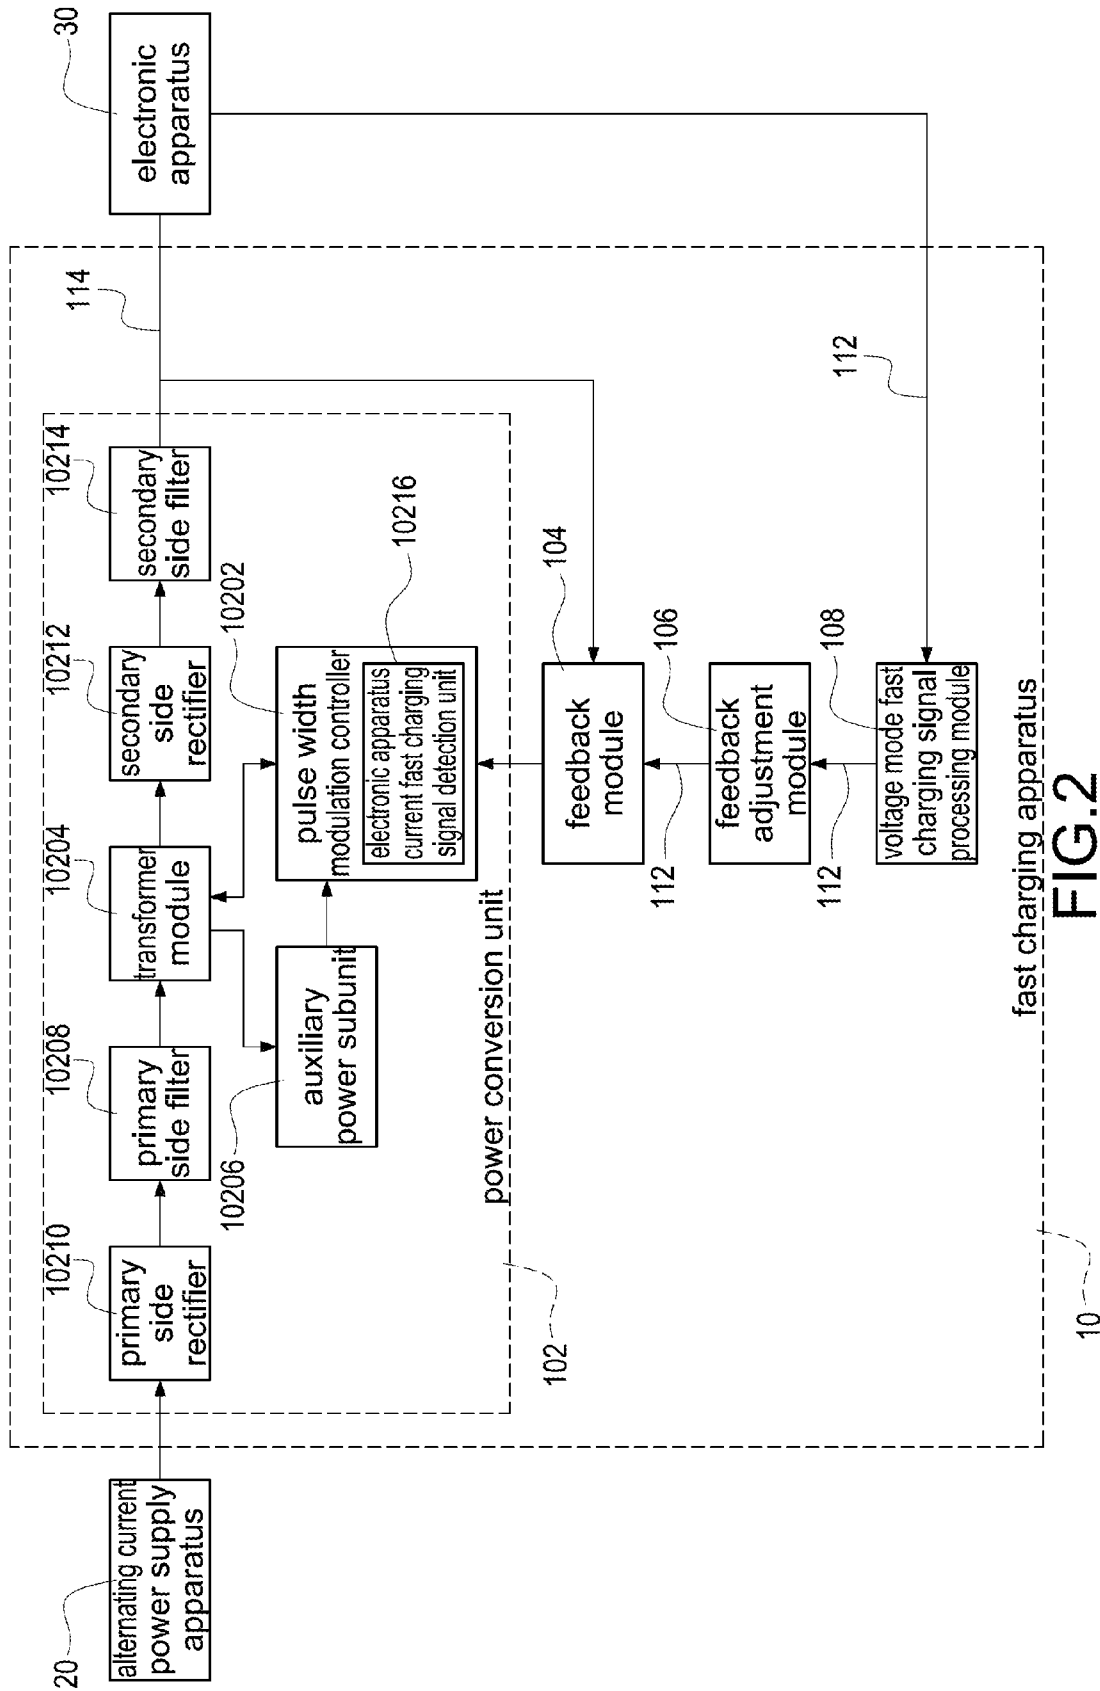 20
alternating current
power supply
apparatus
10210
primary
side
rectifier
10208
primary
side filter
10204
transformer
module
10212
secondary
side
rectifier
10214
secondary
side filter
114
30
electronic
apparatus
10206
auxiliary
power subunit
10202
pulse width
modulation controller
electronic apparatus
current fast charging
signal detection unit
10216
102
power conversion unit
104
feedback
module
112
106
feedback
adjustment
module
112
108
voltage mode fast
charging signal
processing module
112
10
fast charging apparatus
FIG.2